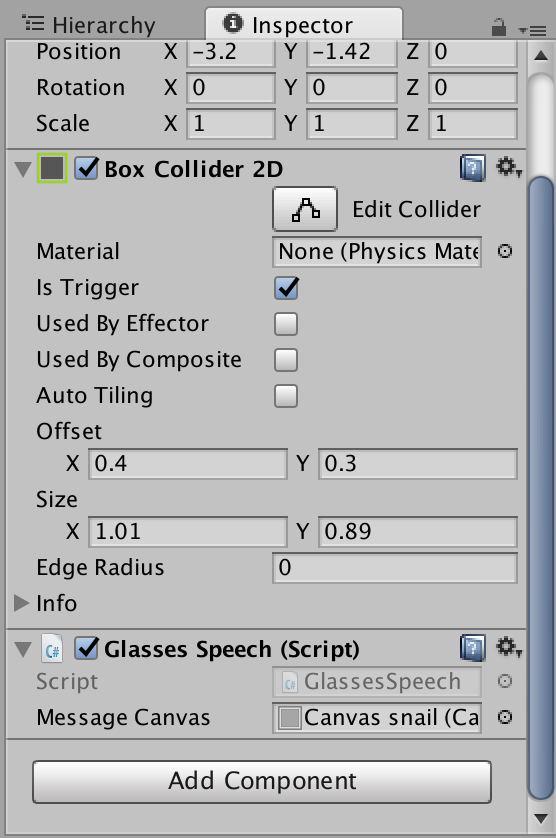 Hierarchy Inspector
Position X -3.2 Y -1.42 Z 0
Rotation X 0 Y 0 Z 0
Scale X 1 Y 1 Z 1
Box Collider 2D
Edit Collider
Material None (Physics Mate
Is Trigger
Used By Effector
Used By Composite
Auto Tiling
Offset
X 0.4 Y 0.3
Size
X 1.01 Y 0.89
Edge Radius 0
Info
C# Glasses Speech (Script)
Script C# GlassesSpeech
Message Canvas Canvas snail (Ca
Add Component